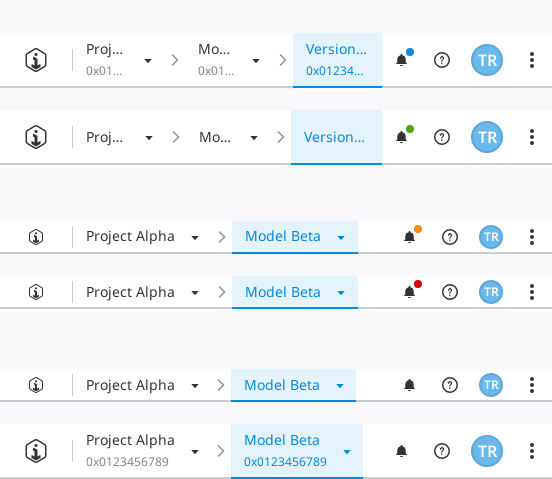 Proj... Mo... Version... TR
0x01... 0x01... 0x01234...
Proj... Mo... Version... TR
Project Alpha Model Beta TR
Project Alpha Model Beta TR
Project Alpha Model Beta TR
Project Alpha Model Beta TR
0x0123456789 0x0123456789